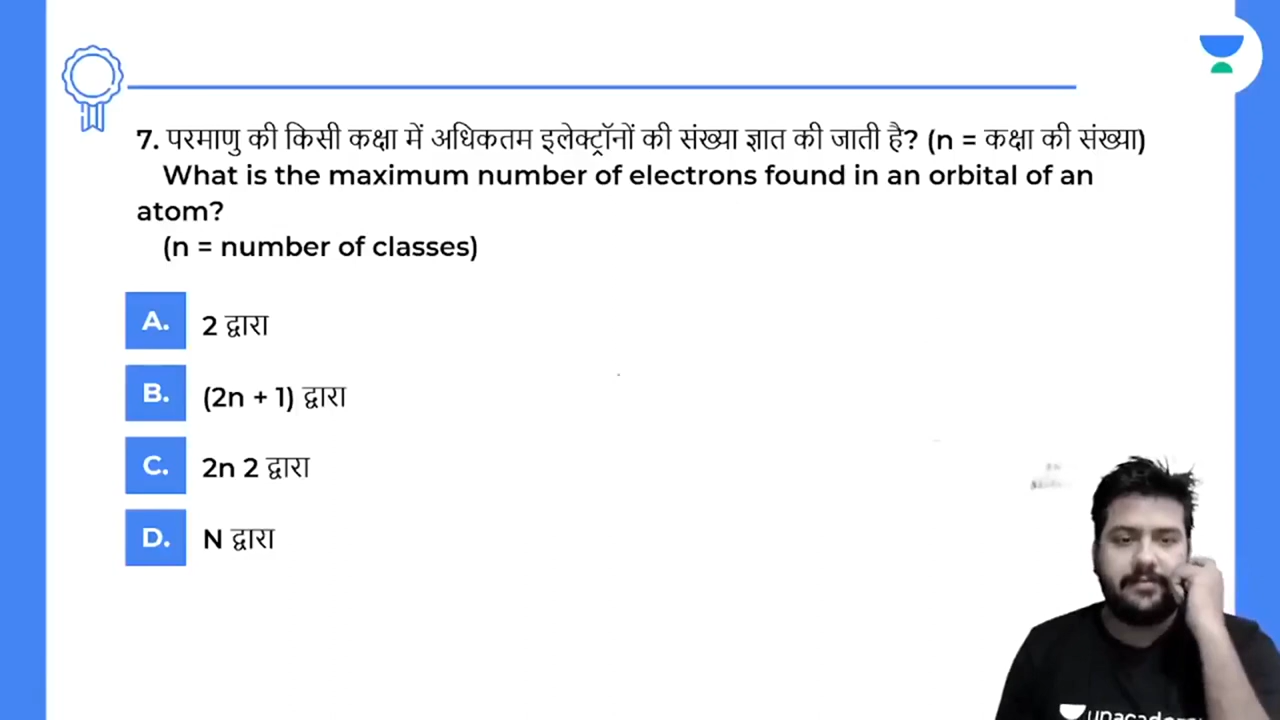 7. परमाणु की किसी कक्षा में अधिकतम इलेक्ट्रॉनों की संख्या ज्ञात की जाती है? (n = कक्षा की संख्या)
What is the maximum number of electrons found in an orbital of an
atom?
(n = number of classes)
A. 2 द्वारा
B. (2n + 1) द्वारा
C. 2n 2 द्वारा
D. N द्वारा